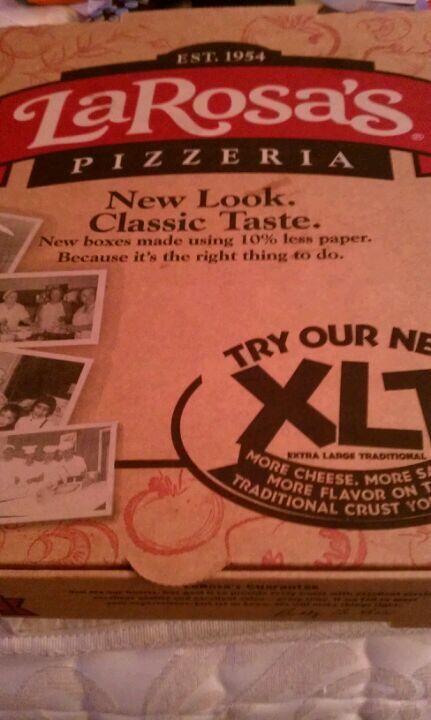 EST. 1954
LaRosa's®
PIZZERIA
New Look.
Classic Taste.
New boxes made using 10% less paper.
Because it's the right thing to do.
TRY OUR NE
XLT
EXTRA LARGE TRADITIONAL
MORE CHEESE. MORE SA
MORE FLAVOR ON T
TRADITIONAL CRUST YO
LaRosa's Guarantee